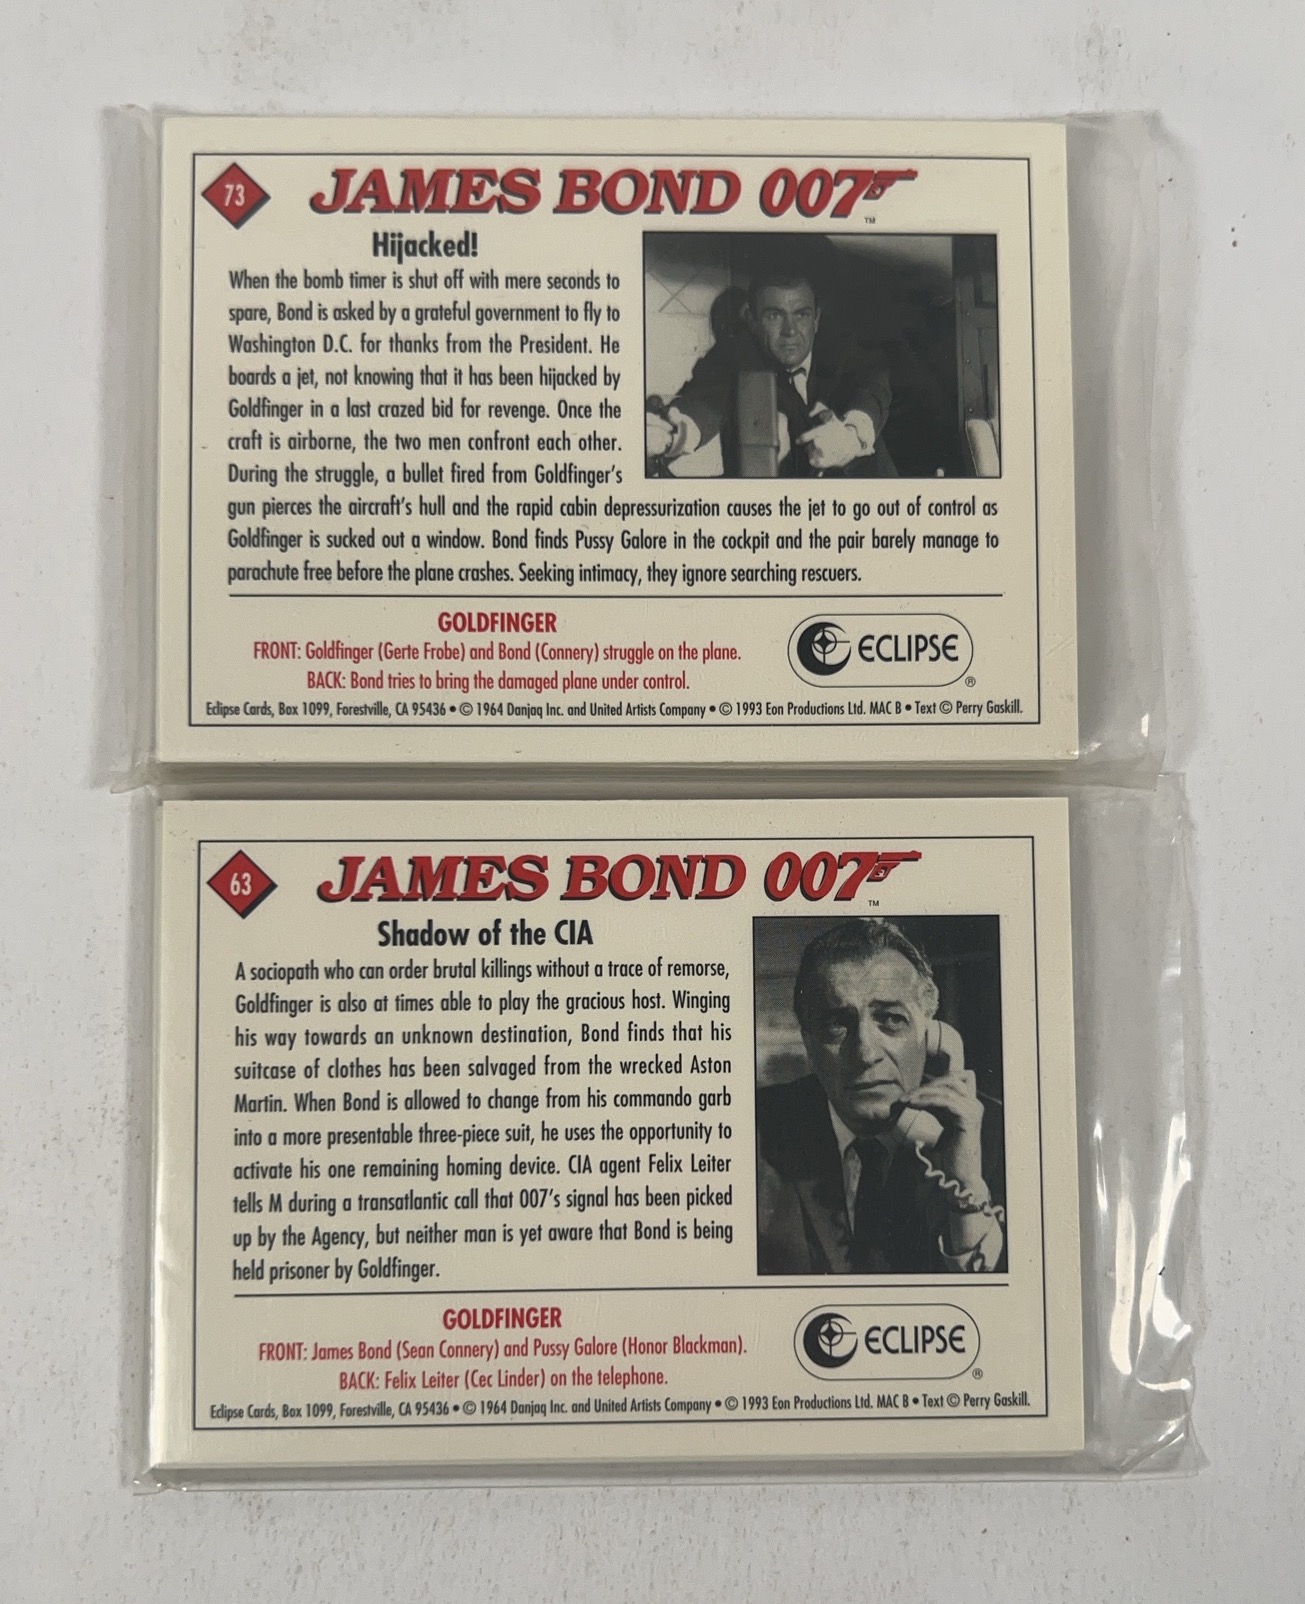 73
JAMES BOND 007
TM
Hijacked!
When the bomb timer is shut off with mere seconds to
spare, Bond is asked by a grateful government to fly to
Washington D.C. for thanks from the President. He
boards a jet, not knowing that it has been hijacked by
Goldfinger in a last crazed bid for revenge. Once the
craft is airborne, the two men confront each other.
During the struggle, a bullet fired from Goldfinger's
gun pierces the aircraft's hull and the rapid cabin depressurization causes the jet to go out of control as
Goldfinger is sucked out a window. Bond finds Pussy Galore in the cockpit and the pair barely manage to
parachute free before the plane crashes. Seeking intimacy, they ignore searching rescuers.
GOLDFINGER
FRONT: Goldfinger (Gerte Frobe) and Bond (Connery) struggle on the plane.
BACK: Bond tries to bring the damaged plane under control.
ECLIPSE
®
Eclipse Cards, Box 1099, Forestville, CA 95436 • © 1964 Danjaq Inc. and United Artists Company • © 1993 Eon Productions Ltd. MAC B • Text © Perry Gaskill.
63
JAMES BOND 007
TM
Shadow of the CIA
A sociopath who can order brutal killings without a trace of remorse,
Goldfinger is also at times able to play the gracious host. Winging
his way towards an unknown destination, Bond finds that his
suitcase of clothes has been salvaged from the wrecked Aston
Martin. When Bond is allowed to change from his commando garb
into a more presentable three-piece suit, he uses the opportunity to
activate his one remaining homing device. CIA agent Felix Leiter
tells M during a transatlantic call that 007's signal has been picked
up by the Agency, but neither man is yet aware that Bond is being
held prisoner by Goldfinger.
GOLDFINGER
FRONT: James Bond (Sean Connery) and Pussy Galore (Honor Blackman).
BACK: Felix Leiter (Cec Linder) on the telephone.
ECLIPSE
®
Eclipse Cards, Box 1099, Forestville, CA 95436 • © 1964 Danjaq Inc. and United Artists Company • © 1993 Eon Productions Ltd. MAC B • Text © Perry Gaskill.